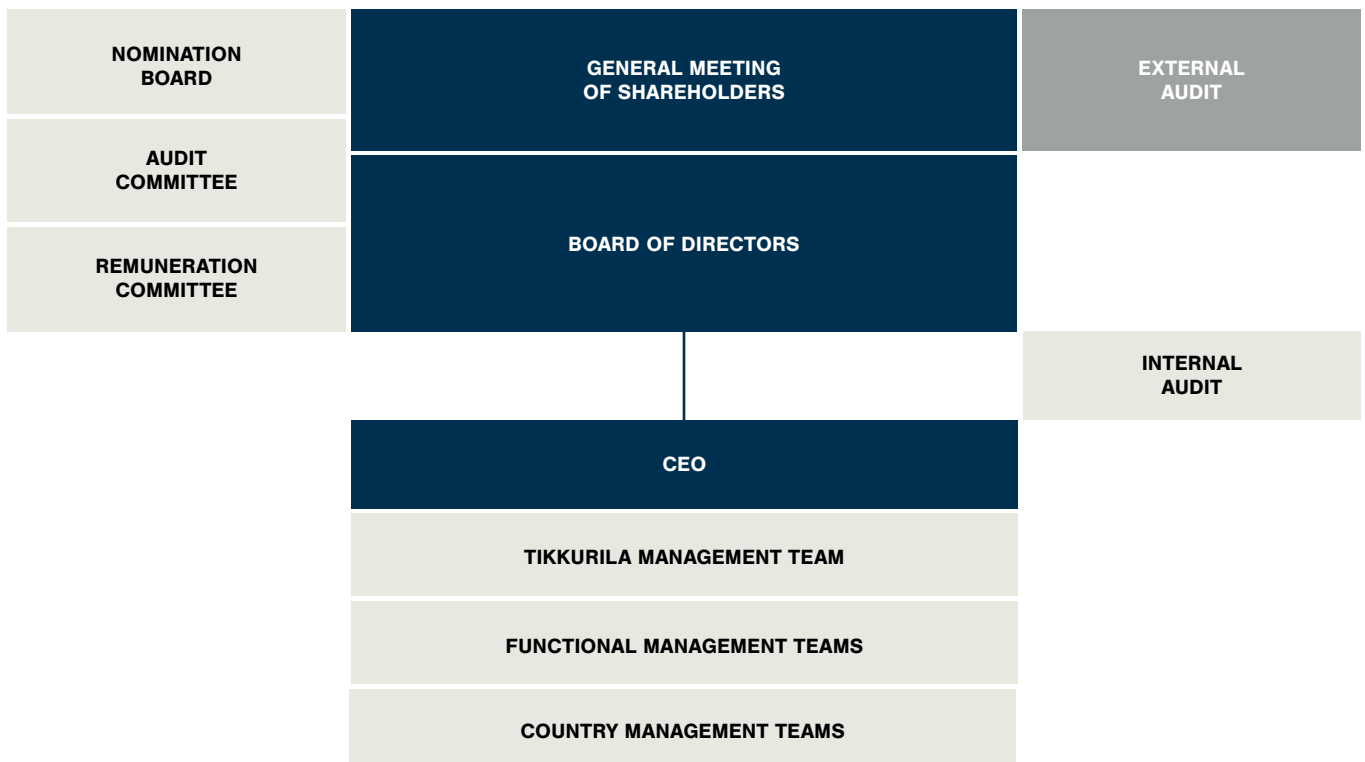 NOMINATION
BOARD
GENERAL MEETING
OF SHAREHOLDERS
EXTERNAL
AUDIT
AUDIT
COMMITTEE
BOARD OF DIRECTORS
REMUNERATION
COMMITTEE
INTERNAL
AUDIT
CEO
TIKKURILA MANAGEMENT TEAM
FUNCTIONAL MANAGEMENT TEAMS
COUNTRY MANAGEMENT TEAMS